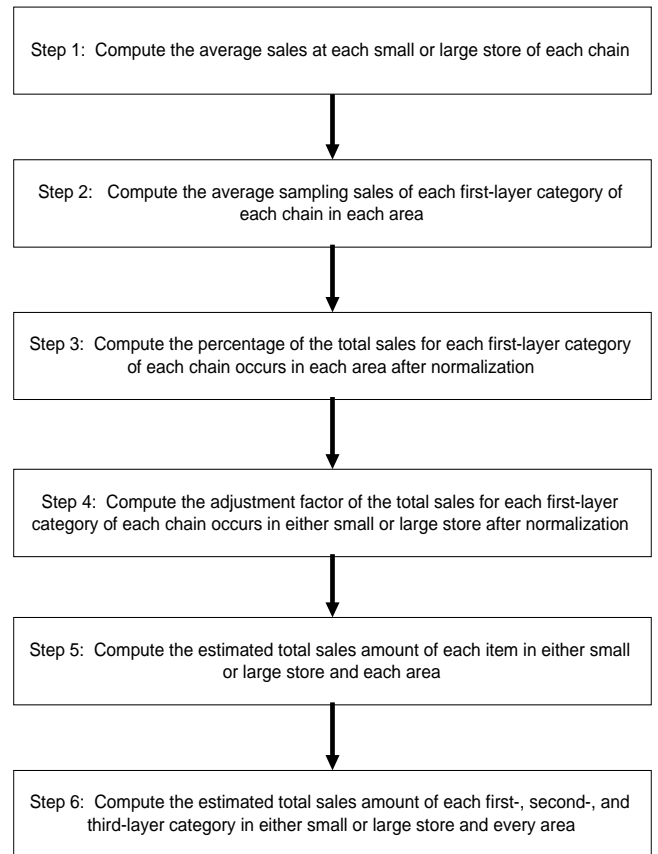 Step 1: Compute the average sales at each small or large store of each chain
Step 2: Compute the average sampling sales of each first-layer category of
each chain in each area
Step 3: Compute the percentage of the total sales for each first-layer category
of each chain occurs in each area after normalization
Step 4: Compute the adjustment factor of the total sales for each first-layer
category of each chain occurs in either small or large store after normalization
Step 5: Compute the estimated total sales amount of each item in either small
or large store and each area
Step 6: Compute the estimated total sales amount of each first-, second-, and
third-layer category in either small or large store and every area